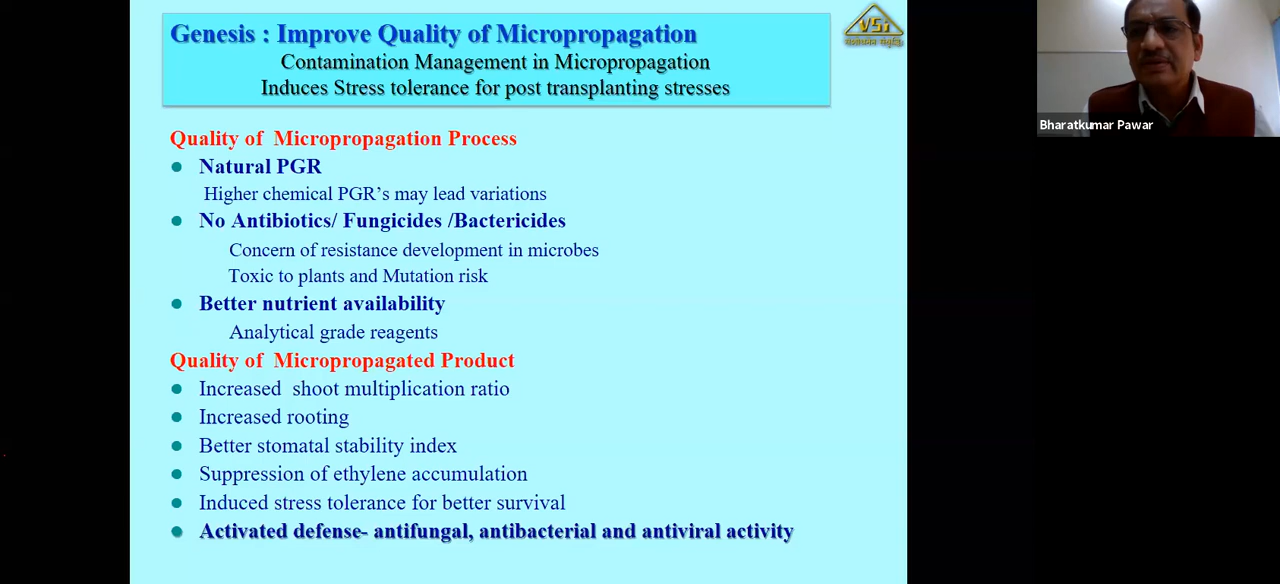 Genesis : Improve Quality of Micropropagation
Contamination Management in Micropropagation
Induces Stress tolerance for post transplanting stresses
VSi
Quality of Micropropagation Process
Natural PGR
Higher chemical PGR's may lead variations
No Antibiotics/ Fungicides /Bactericides
Concern of resistance development in microbes
Toxic to plants and Mutation risk
Better nutrient availability
Analytical grade reagents
Quality of Micropropagated Product
Increased shoot multiplication ratio
Increased rooting
Better stomatal stability index
Suppression of ethylene accumulation
Induced stress tolerance for better survival
Activated defense- antifungal, antibacterial and antiviral activity
Bharatkumar Pawar